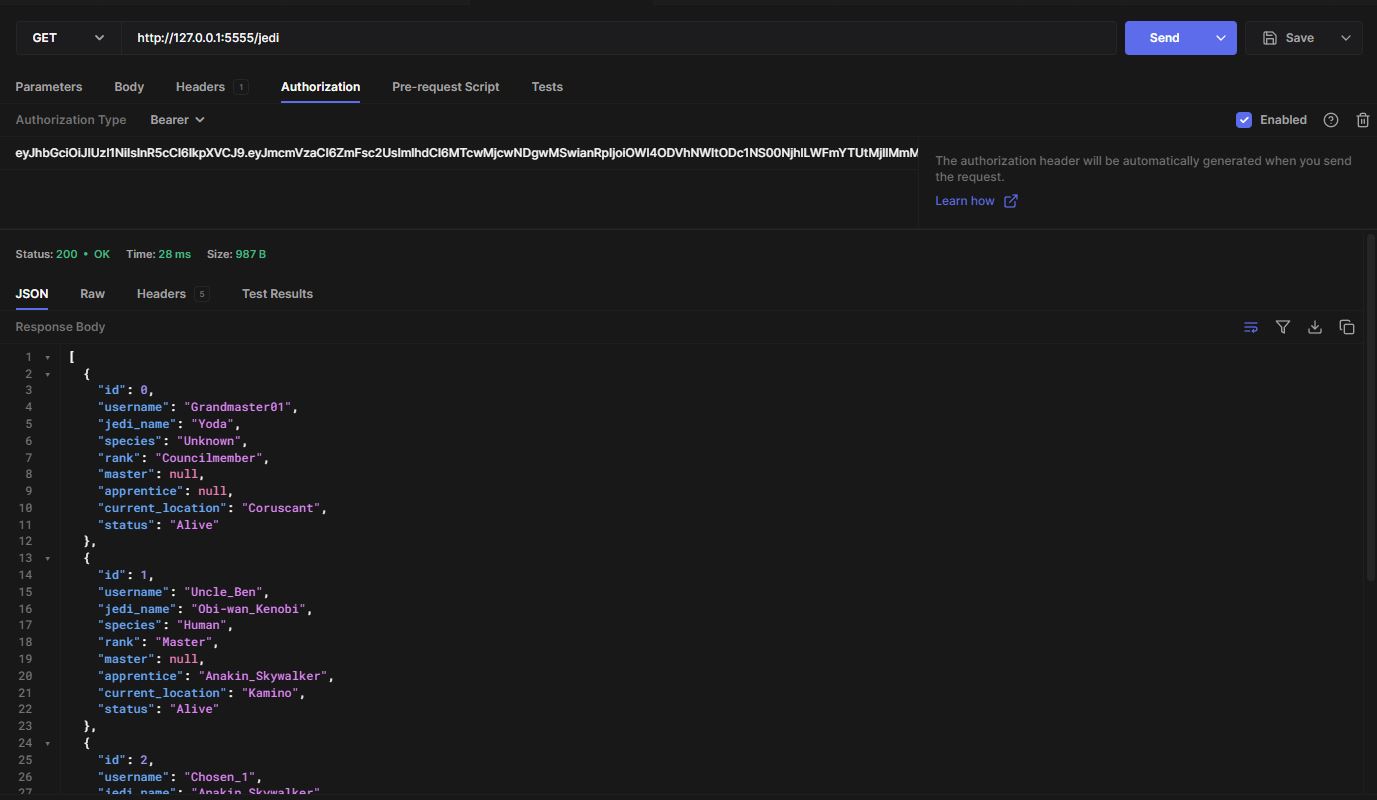 GET http://127.0.0.1:5555/jedi Send Save
Parameters Body Headers 1 Authorization Pre-request Script Tests
Authorization Type Bearer Enabled
The authorization header will be automatically generated when you send
the request.
Learn how
Status: 200 • OK Time: 28 ms Size: 987 B
JSON Raw Headers 5 Test Results
Response Body
1 [
2 {
3 "id": 0,
4 "username": "Grandmaster01",
5 "jedi_name": "Yoda",
6 "species": "Unknown",
7 "rank": "Councilmember",
8 "master": null,
9 "apprentice": null,
10 "current_location": "Coruscant",
11 "status": "Alive"
12 },
13 {
14 "id": 1,
15 "username": "Uncle_Ben",
16 "jedi_name": "Obi-wan_Kenobi",
17 "species": "Human",
18 "rank": "Master",
19 "master": null,
20 "apprentice": "Anakin_Skywalker",
21 "current_location": "Kamino",
22 "status": "Alive"
23 },
24 {
25 "id": 2,
26 "username": "Chosen_1",
27 "jedi_name": "Anakin_Skywalker"